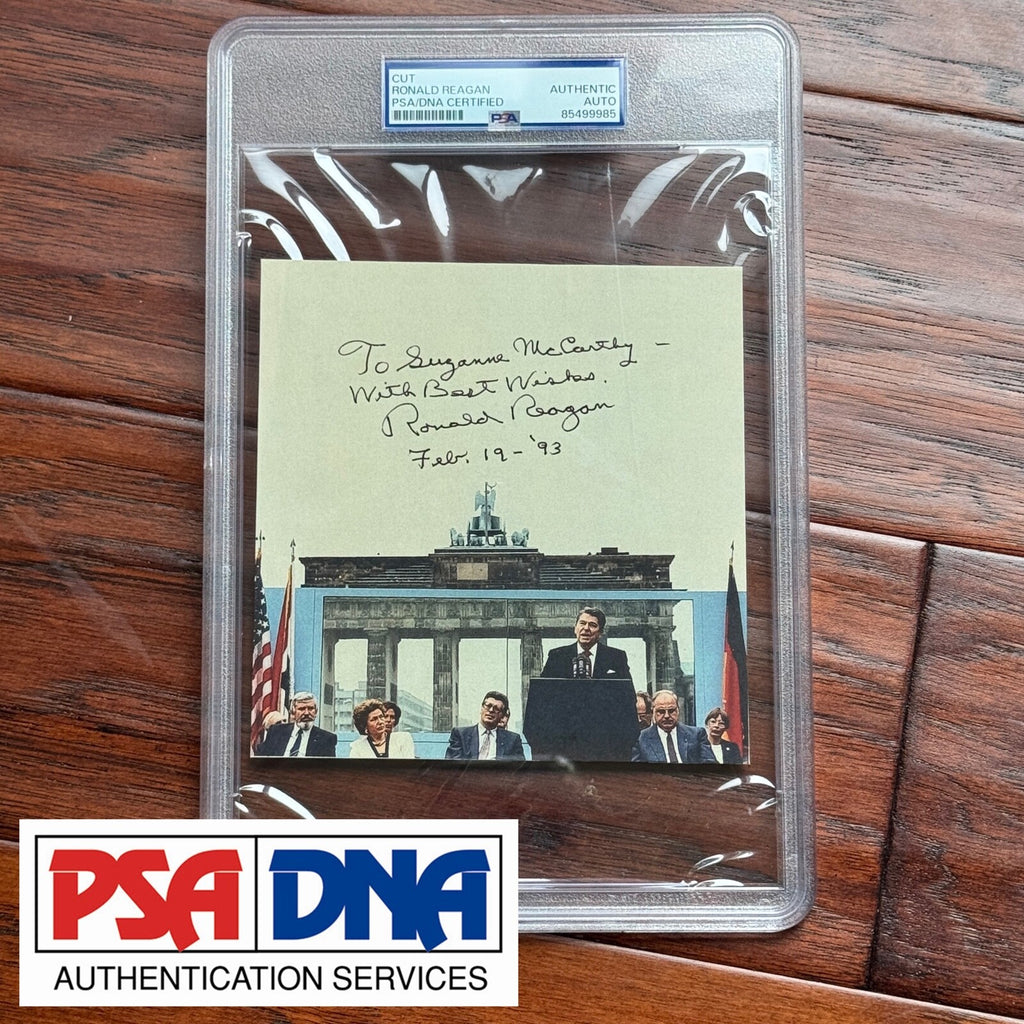 CUT
RONALD REAGAN AUTHENTIC
PSA/DNA CERTIFIED AUTO
PSA 85499985
To Suzanne McCarthy -
With Best Wishes.
Ronald Reagan
Feb. 19 - '93
PSA DNA
AUTHENTICATION SERVICES